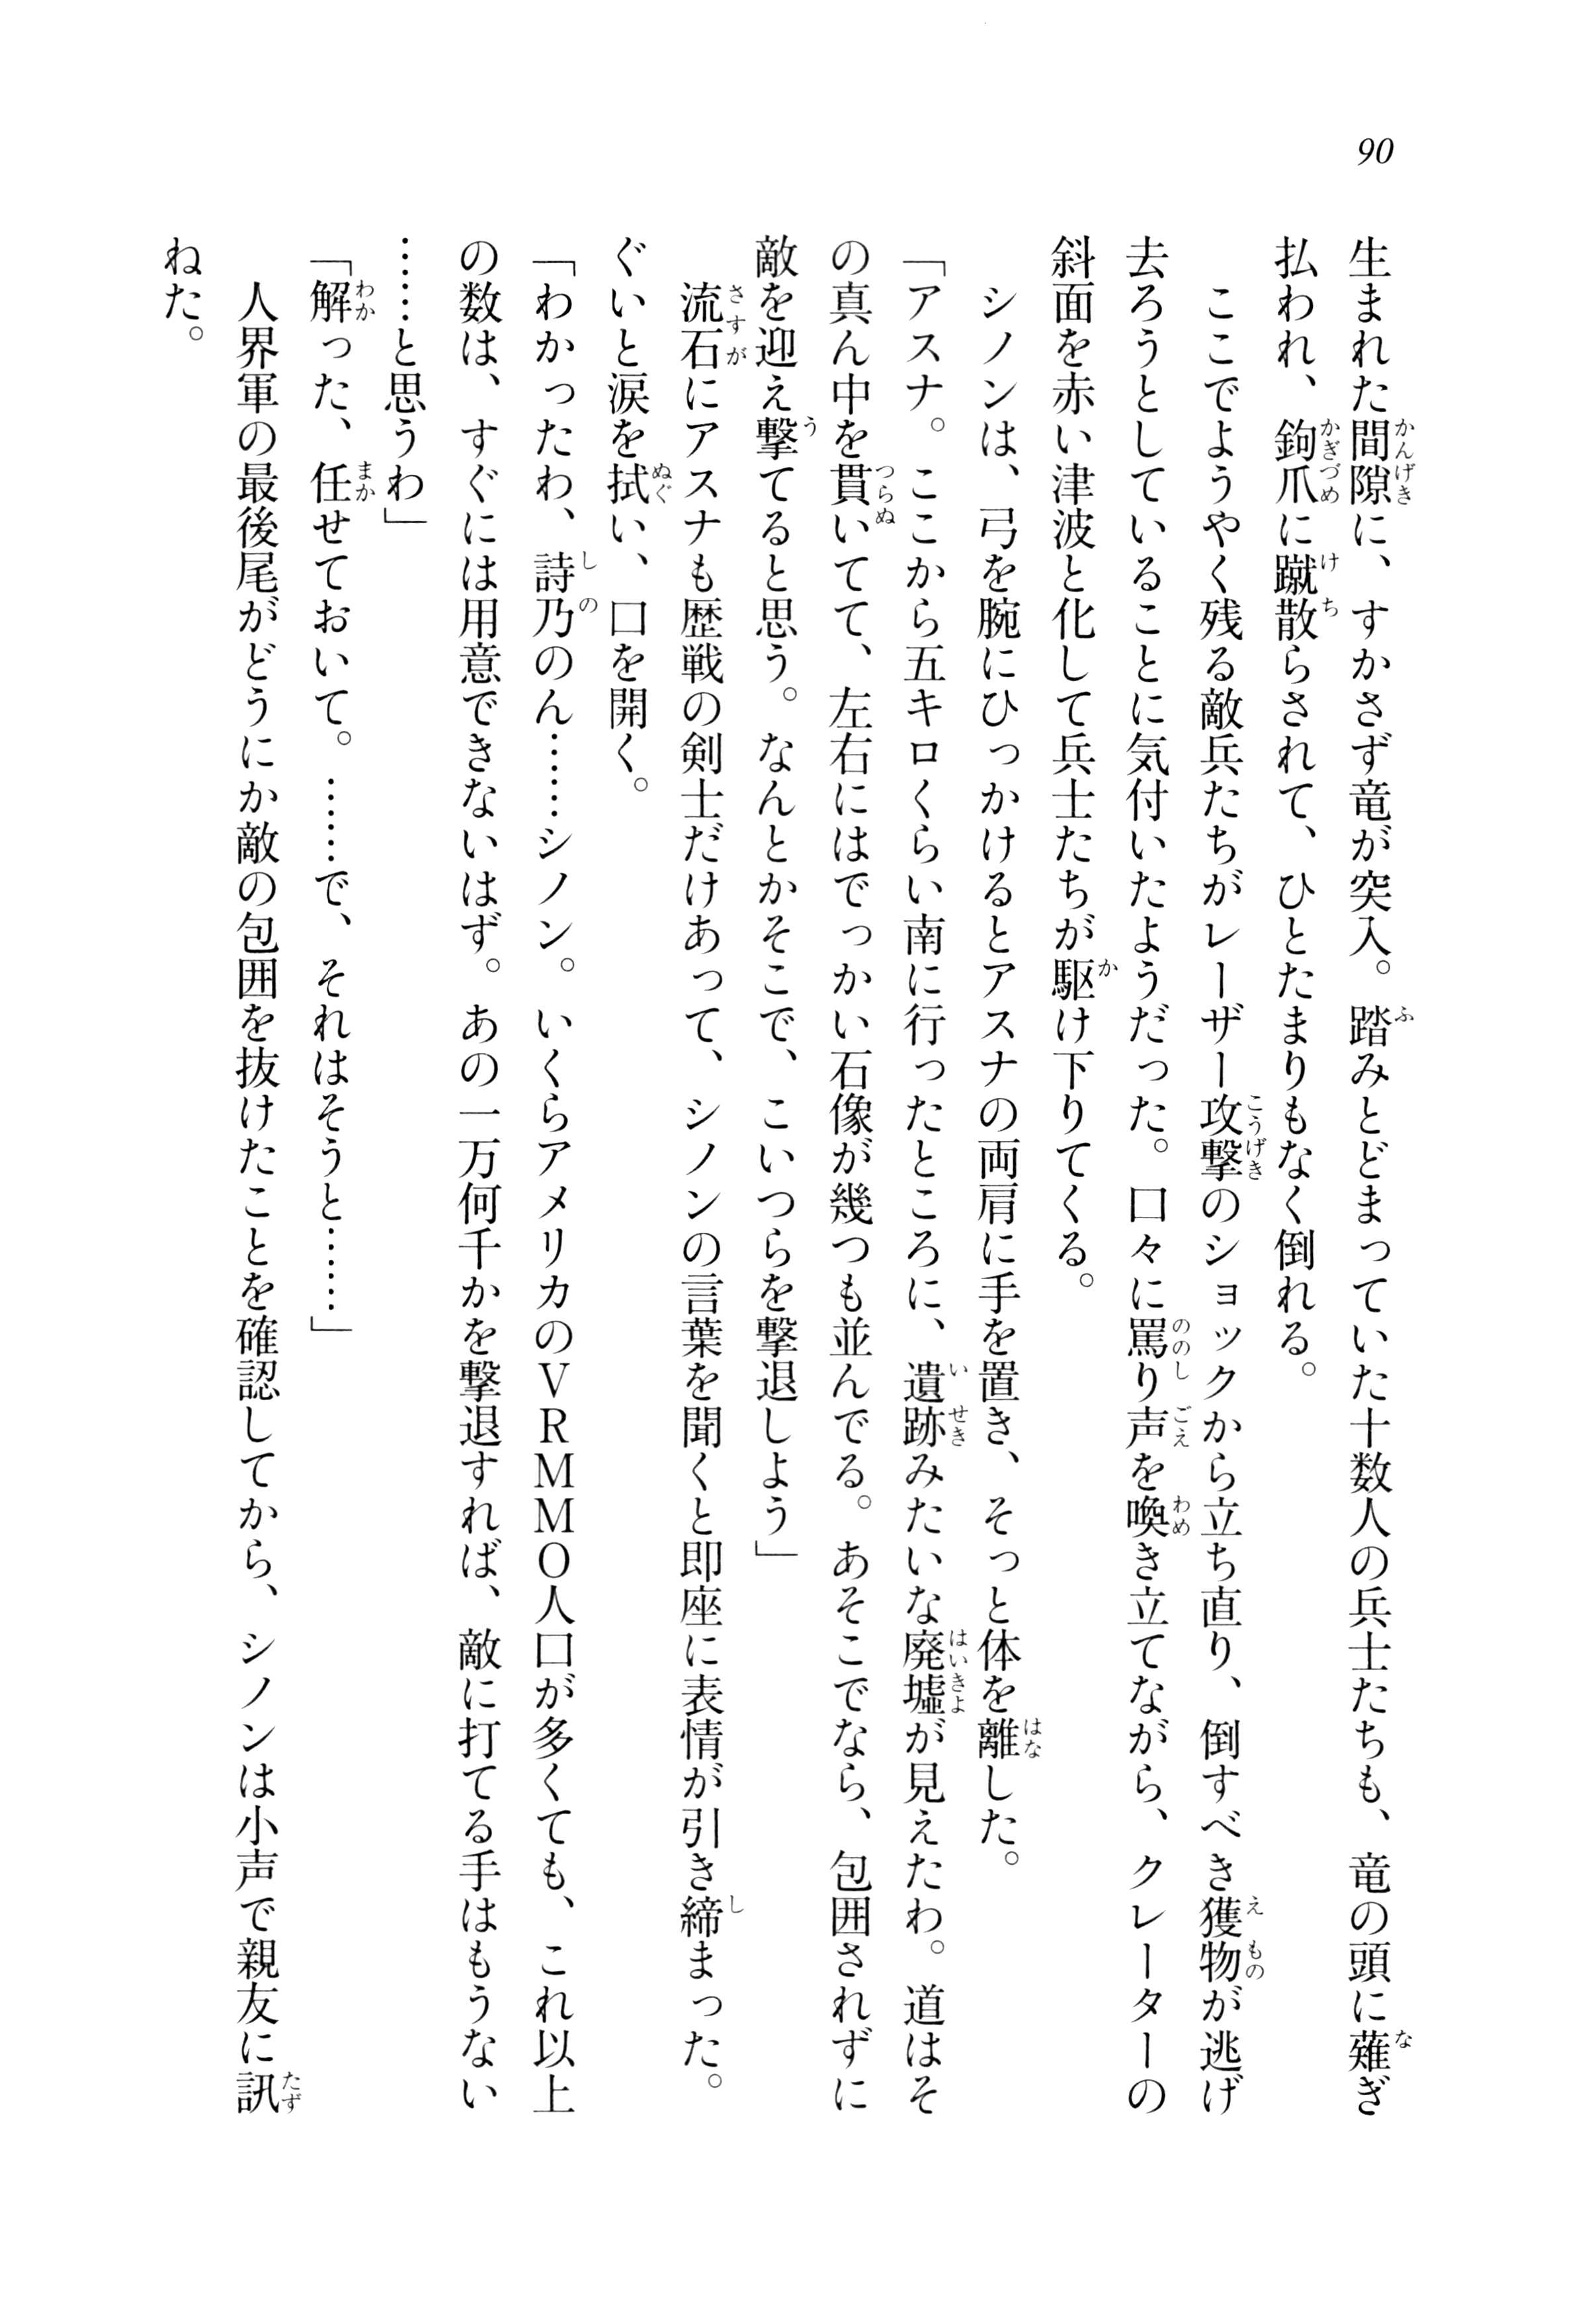 90
生まれた間隙に、すかさず竜が突入。踏みとどまっていた十数人の兵士たちも、竜の頭に薙ぎ
払われ、鉤爪に蹴散らされて、ひとたまりもなく倒れる。
　ここでようやく残る敵兵たちがレーザー攻撃のショックから立ち直り、倒すべき獲物が逃げ
去ろうとしていることに気付いたようだった。口々に罵り声を喚き立てながら、クレーターの
斜面を赤い津波と化して兵士たちが駆け下りてくる。
　シノンは、弓を腕にひっかけるとアスナの両肩に手を置き、そっと体を離した。
「アスナ。ここから五キロくらい南に行ったところに、遺跡みたいな廃墟が見えたわ。道はそ
の真ん中を貫いてて、左右にはでっかい石像が幾つも並んでる。あそこでなら、包囲されずに
敵を迎え撃てると思う。なんとかそこで、こいつらを撃退しよう」
　流石にアスナも歴戦の剣士だけあって、シノンの言葉を聞くと即座に表情が引き締まった。
ぐいと涙を拭い、口を開く。
「わかったわ、詩乃のん……シノン。いくらアメリカのＶＲＭＭＯ人口が多くても、これ以上
の数は、すぐには用意できないはず。あの一万何千かを撃退すれば、敵に打てる手はもうない
……と思うわ」
「解った、任せておいて。……で、それはそうと……」
　人界軍の最後尾がどうにか敵の包囲を抜けたことを確認してから、シノンは小声で親友に訊
ねた。